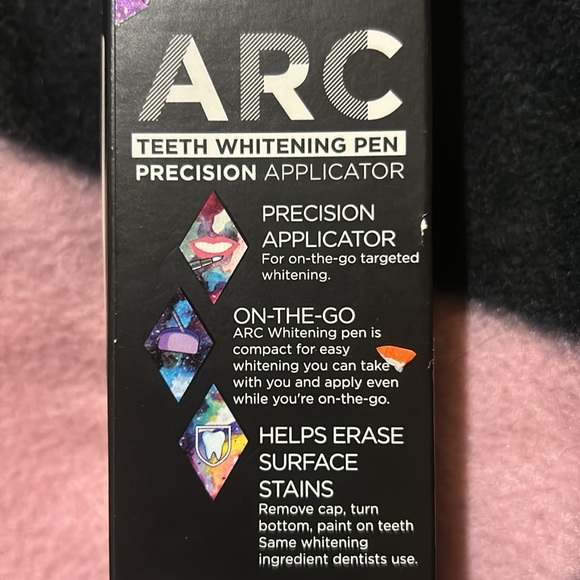 ARC
TEETH WHITENING PEN
PRECISION APPLICATOR
PRECISION
APPLICATOR
For on-the-go targeted
whitening.
ON-THE-GO
ARC Whitening pen is
compact for easy
whitening you can take
with you and apply even
while you're on-the-go.
HELPS ERASE
SURFACE
STAINS
Remove cap, turn
bottom, paint on teeth
Same whitening
ingredient dentists use.